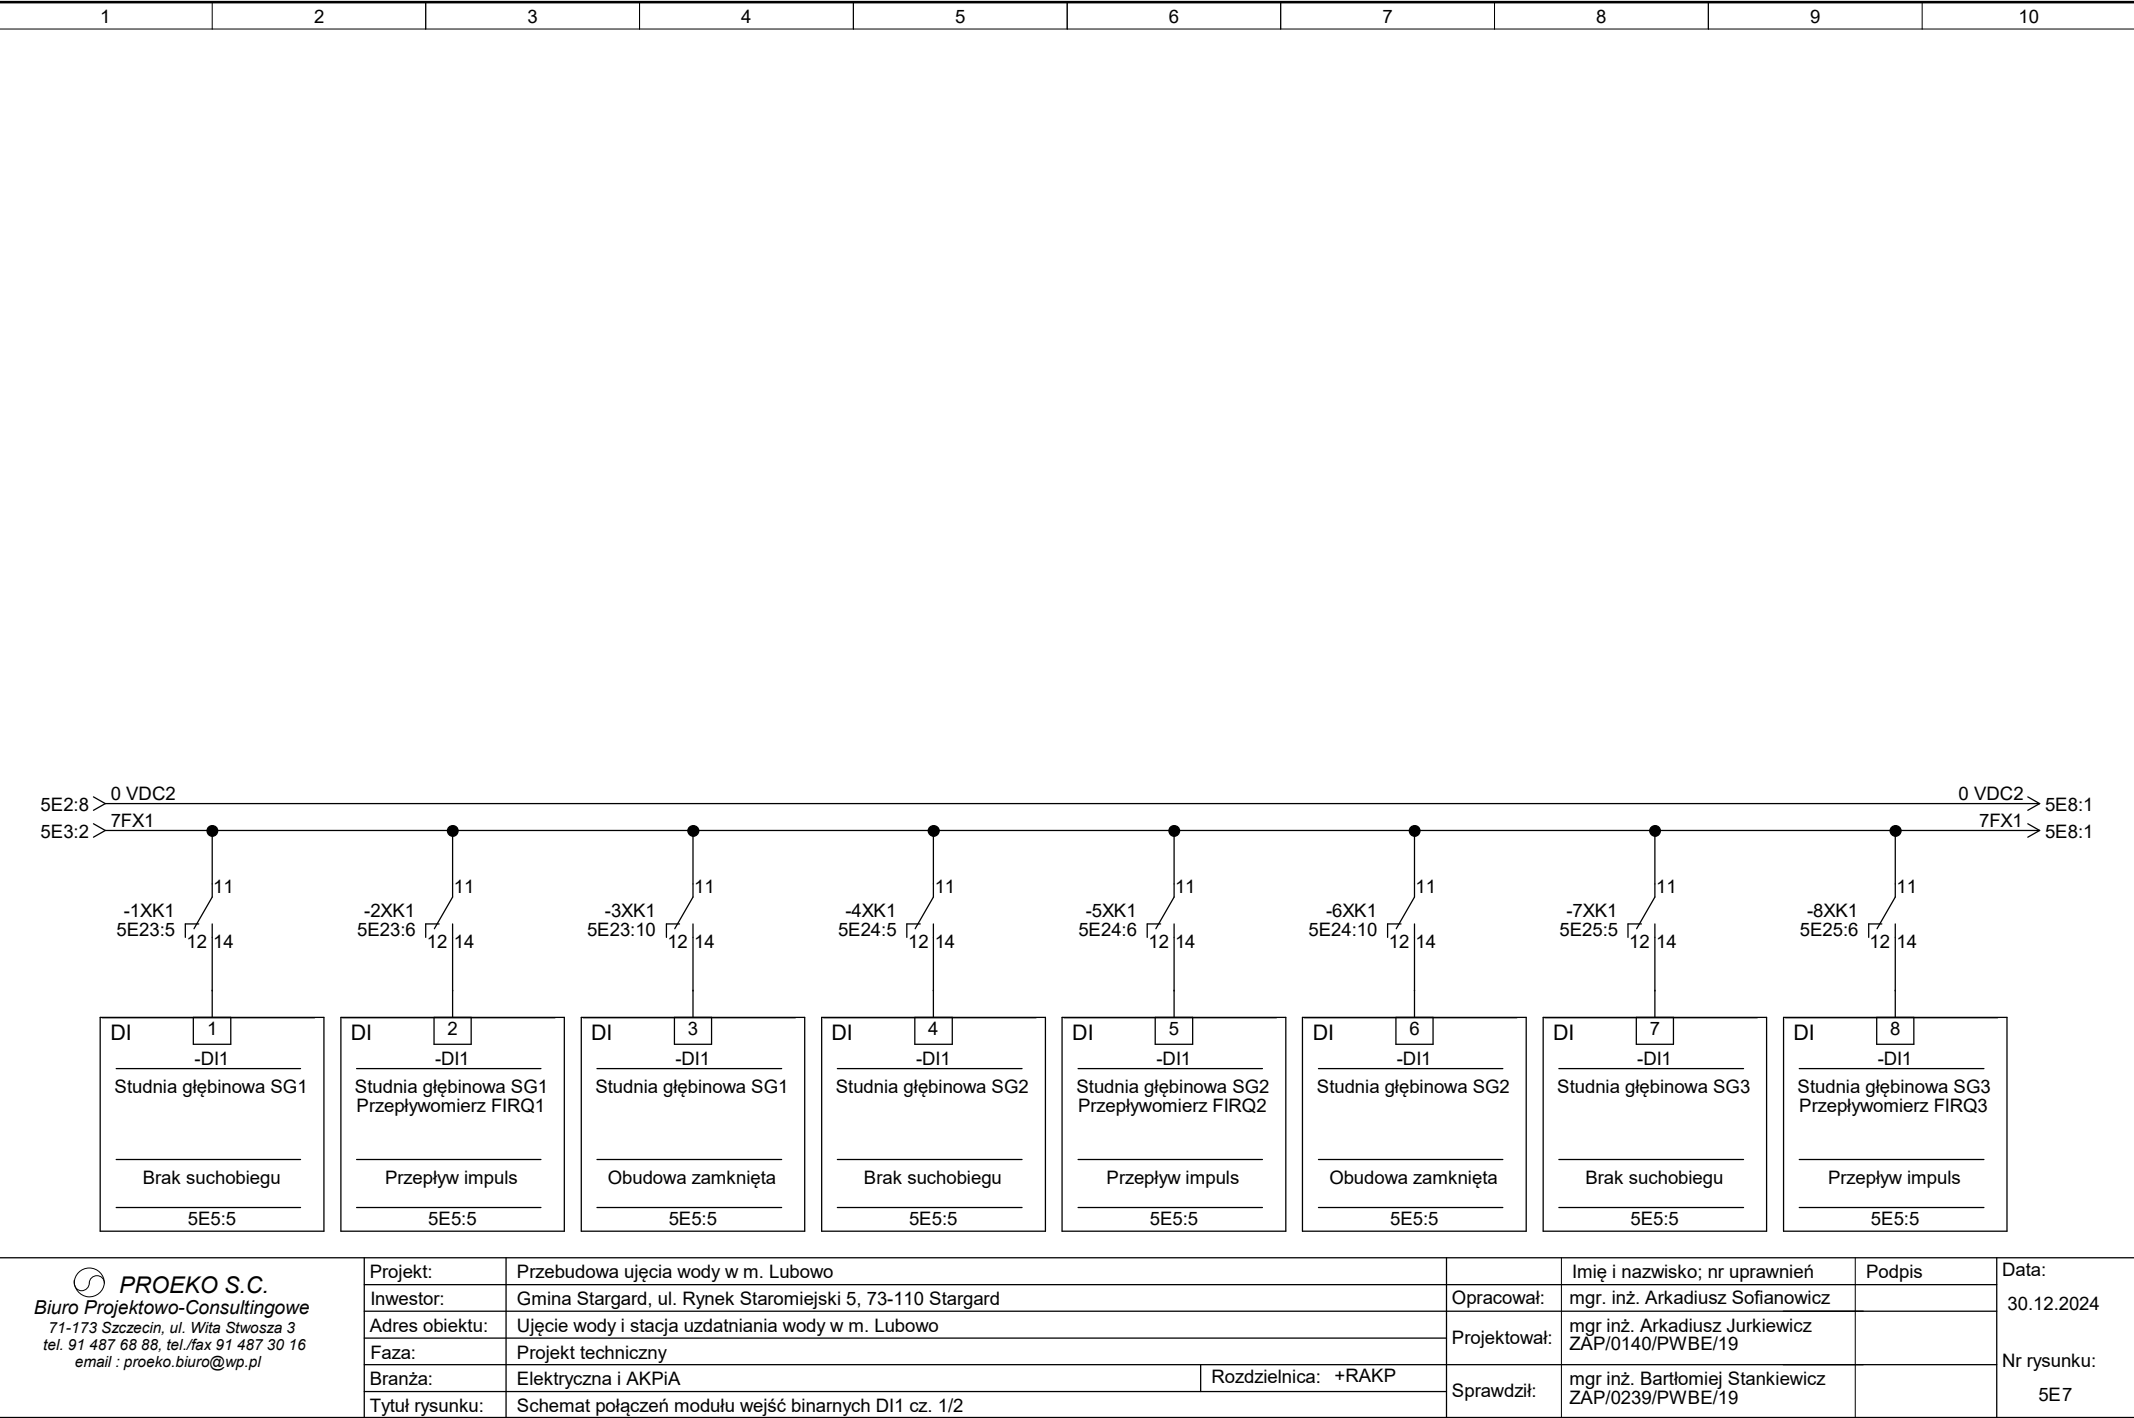 1 2 3 4 5 6 7 8 9 10
0 VDC2 0 VDC2
5E2:8 5E8:1
7FX1 7FX1
5E3:2 5E8:1
11 11 11 11 11 11 11 11
-1XK1 -2XK1 -3XK1 -4XK1 -5XK1 -6XK1 -7XK1 -8XK1
5E23:5 5E23:6 5E23:10 5E24:5 5E24:6 5E24:10 5E25:5 5E25:6
12 14 12 14 12 14 12 14 12 14 12 14 12 14 12 14
DI 1 DI 2 DI 3 DI 4 DI 5 DI 6 DI 7 DI 8
-DI1 -DI1 -DI1 -DI1 -DI1 -DI1 -DI1 -DI1
Studnia głębinowa SG1 Studnia głębinowa SG1 Studnia głębinowa SG1 Studnia głębinowa SG2 Studnia głębinowa SG2 Studnia głębinowa SG2 Studnia głębinowa SG3 Studnia głębinowa SG3
Przepływomierz FIRQ1 Przepływomierz FIRQ2 Przepływomierz FIRQ3
Brak suchobiegu Przepływ impuls Obudowa zamknięta Brak suchobiegu Przepływ impuls Obudowa zamknięta Brak suchobiegu Przepływ impuls
5E5:5 5E5:5 5E5:5 5E5:5 5E5:5 5E5:5 5E5:5 5E5:5
PROEKO S.C.
Biuro Projektowo-Consultingowe
71-173 Szczecin, ul. Wita Stwosza 3
tel. 91 487 68 88, tel./fax 91 487 30 16
email : proeko.biuro@wp.pl
Projekt: Przebudowa ujęcia wody w m. Lubowo
Inwestor: Gmina Stargard, ul. Rynek Staromiejski 5, 73-110 Stargard
Adres obiektu: Ujęcie wody i stacja uzdatniania wody w m. Lubowo
Faza: Projekt techniczny
Branża: Elektryczna i AKPiA Rozdzielnica: +RAKP
Tytuł rysunku: Schemat połączeń modułu wejść binarnych DI1 cz. 1/2
Imię i nazwisko; nr uprawnień Podpis
Opracował: mgr. inż. Arkadiusz Sofianowicz
Projektował: mgr inż. Arkadiusz Jurkiewicz
ZAP/0140/PWBE/19
Sprawdził: mgr inż. Bartłomiej Stankiewicz
ZAP/0239/PWBE/19
Data:
30.12.2024
Nr rysunku:
5E7